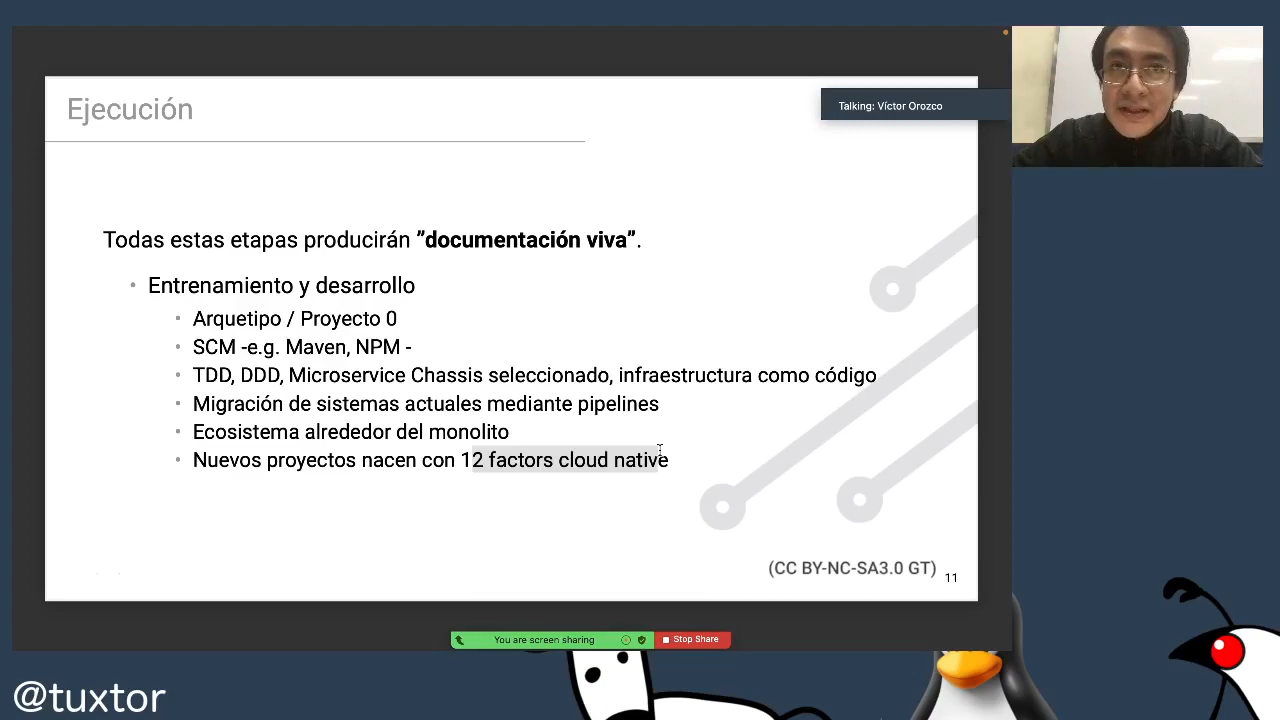 Ejecución
Talking: Víctor Orozco
Todas estas etapas producirán ”documentación viva”.
• Entrenamiento y desarrollo
• Arquetipo / Proyecto 0
• SCM -e.g. Maven, NPM -
• TDD, DDD, Microservice Chassis seleccionado, infraestructura como código
• Migración de sistemas actuales mediante pipelines
• Ecosistema alrededor del monolito
• Nuevos proyectos nacen con 12 factors cloud native
(CC BY-NC-SA3.0 GT)
11
You are screen sharing
Stop Share
@tuxtor